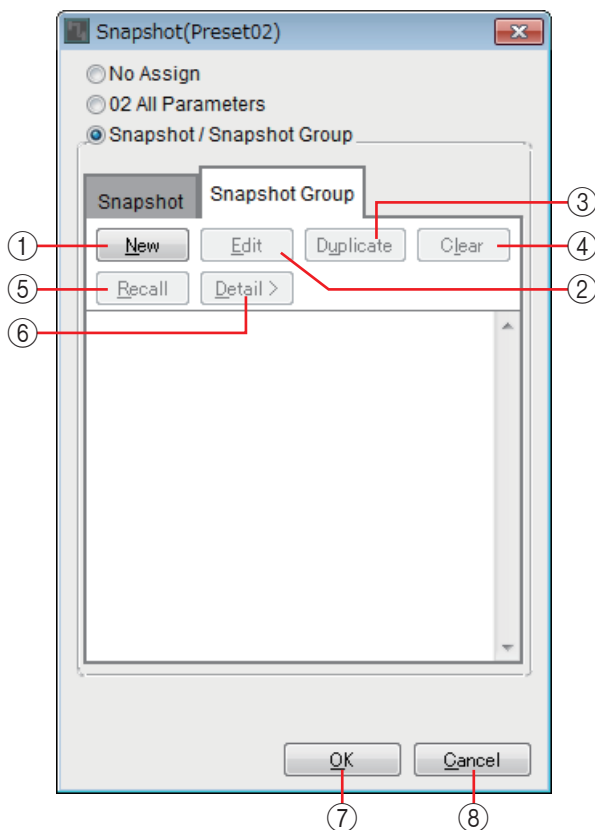 Snapshot(Preset02)
No Assign
02 All Parameters
Snapshot / Snapshot Group
Snapshot Snapshot Group
③
① New Edit Duplicate Clear ④
⑤ Recall Detail > ②
⑥
OK Cancel
⑦ ⑧